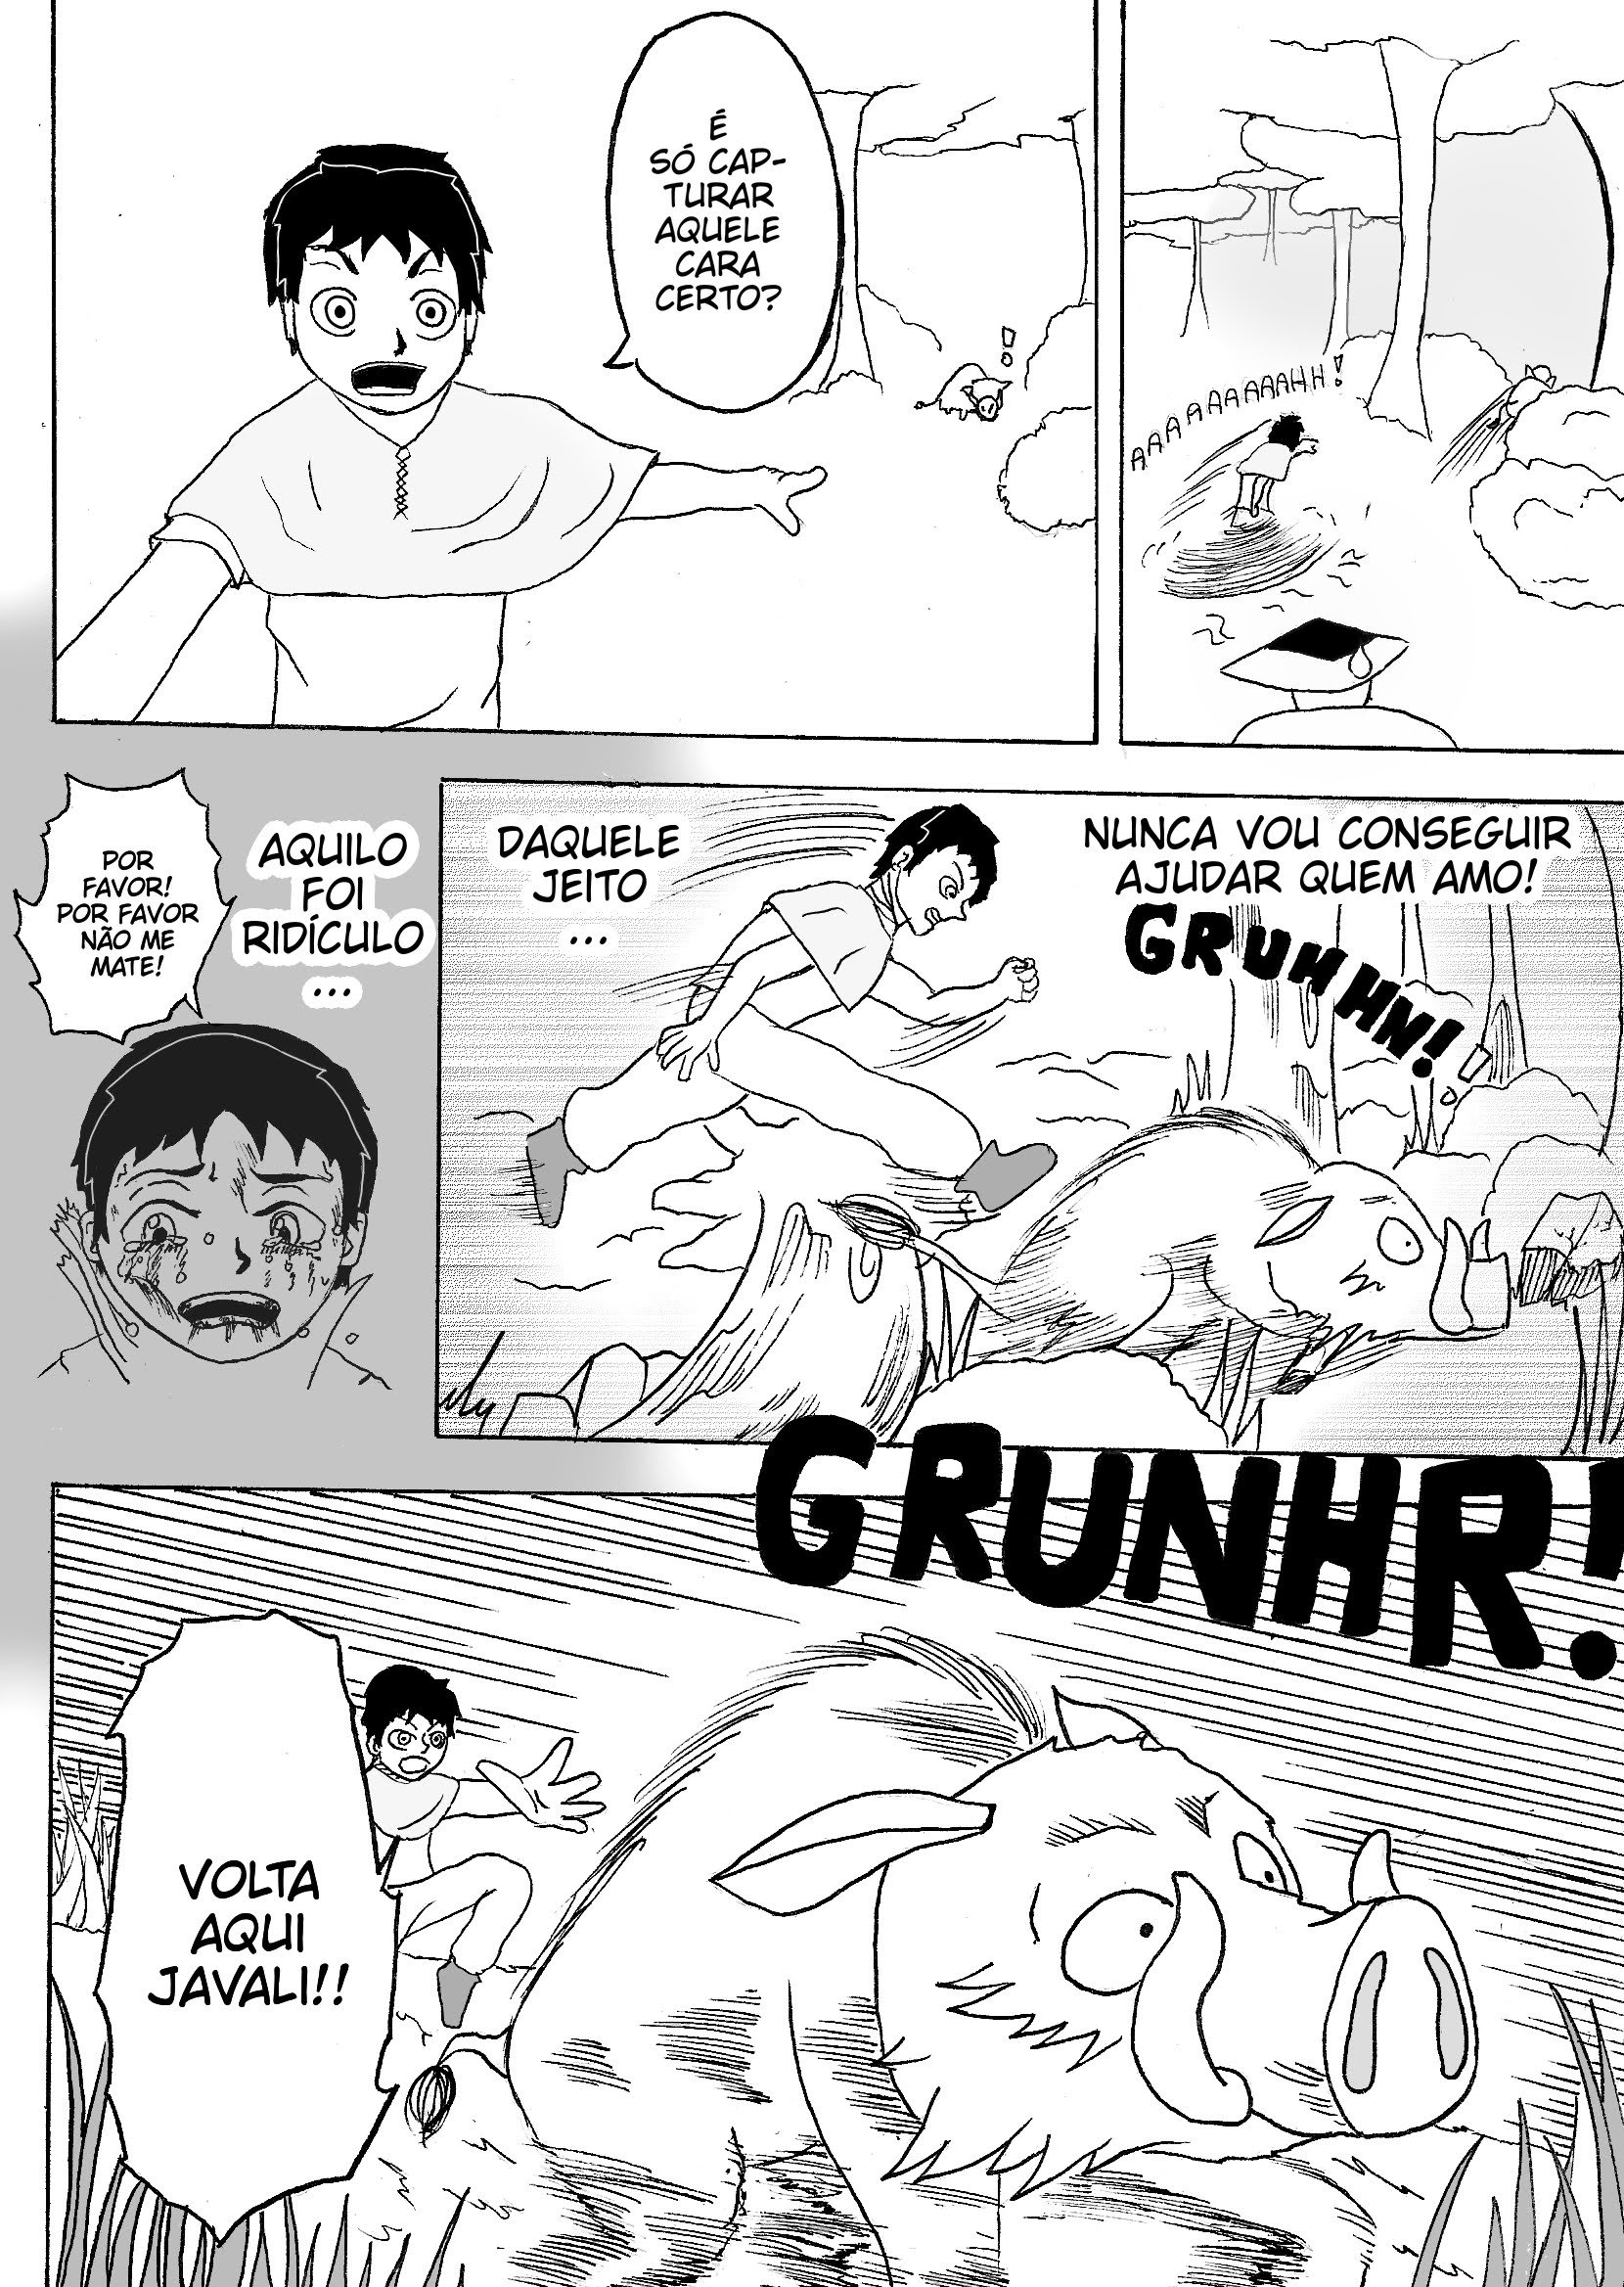 É
SÓ CAP-
TURAR
AQUELE
CARA
CERTO?
!
AAAAAAAAAHH!
POR
FAVOR!
POR FAVOR
NÃO ME
MATE!
AQUILO
FOI
RIDÍCULO
...
DAQUELE
JEITO
...
NUNCA VOU CONSEGUIR
AJUDAR QUEM AMO!
GRUHHN!
!
GRUNHR!
VOLTA
AQUI
JAVALI!!